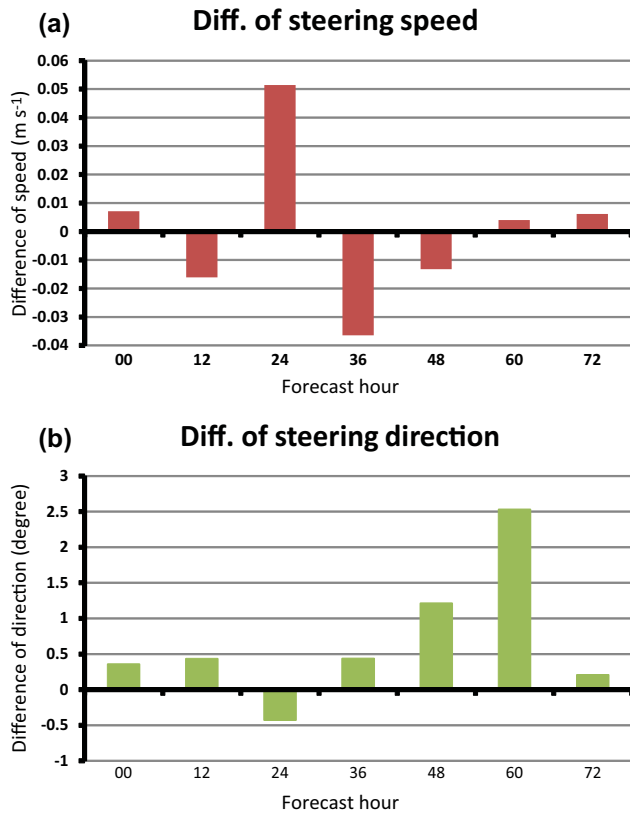 (a) Diff. of steering speed
Difference of speed (m s-1)
0.06
0.05
0.04
0.03
0.02
0.01
0
-0.01
-0.02
-0.03
-0.04
00 12 24 36 48 60 72
Forecast hour
(b) Diff. of steering direction
Difference of direction (degree)
3
2.5
2
1.5
1
0.5
0
-0.5
-1
00 12 24 36 48 60 72
Forecast hour